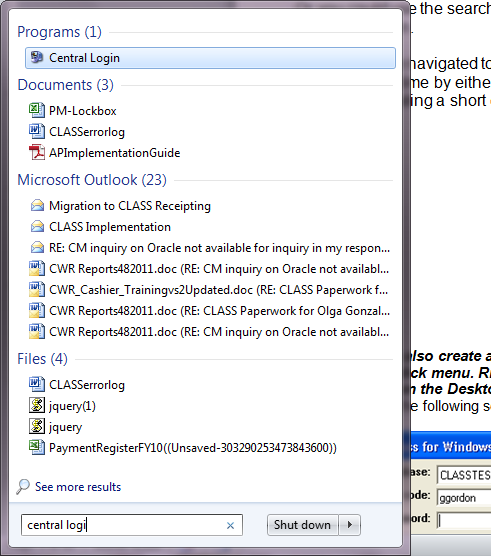 Programs (1)
Central Login
Documents (3)
PM-Lockbox
CLASSerrorlog
APImplementationGuide
Microsoft Outlook (23)
Migration to CLASS Receipting
CLASS Implementation
RE: CM inquiry on Oracle not available for inquiry in my respon...
CWR Reports482011.doc (RE: CM inquiry on Oracle not availabl...
CWR_Cashier_Trainingvs2Updated.doc (RE: CLASS Paperwork f...
CWR Reports482011.doc (RE: CLASS Paperwork for Olga Gonzal...
CWR Reports482011.doc (RE: CM inquiry on Oracle not availabl...
Files (4)
CLASSerrorlog
jquery(1)
jquery
PaymentRegisterFY10((Unsaved-303290253473843600))
See more results
central logi
Shut down
the search
navigated to
me by eithe
ing a short
also create a
ck menu. R
n the Deskto
e following s
ss for Windows
ase: CLASSTES
ode: ggordon
ord: